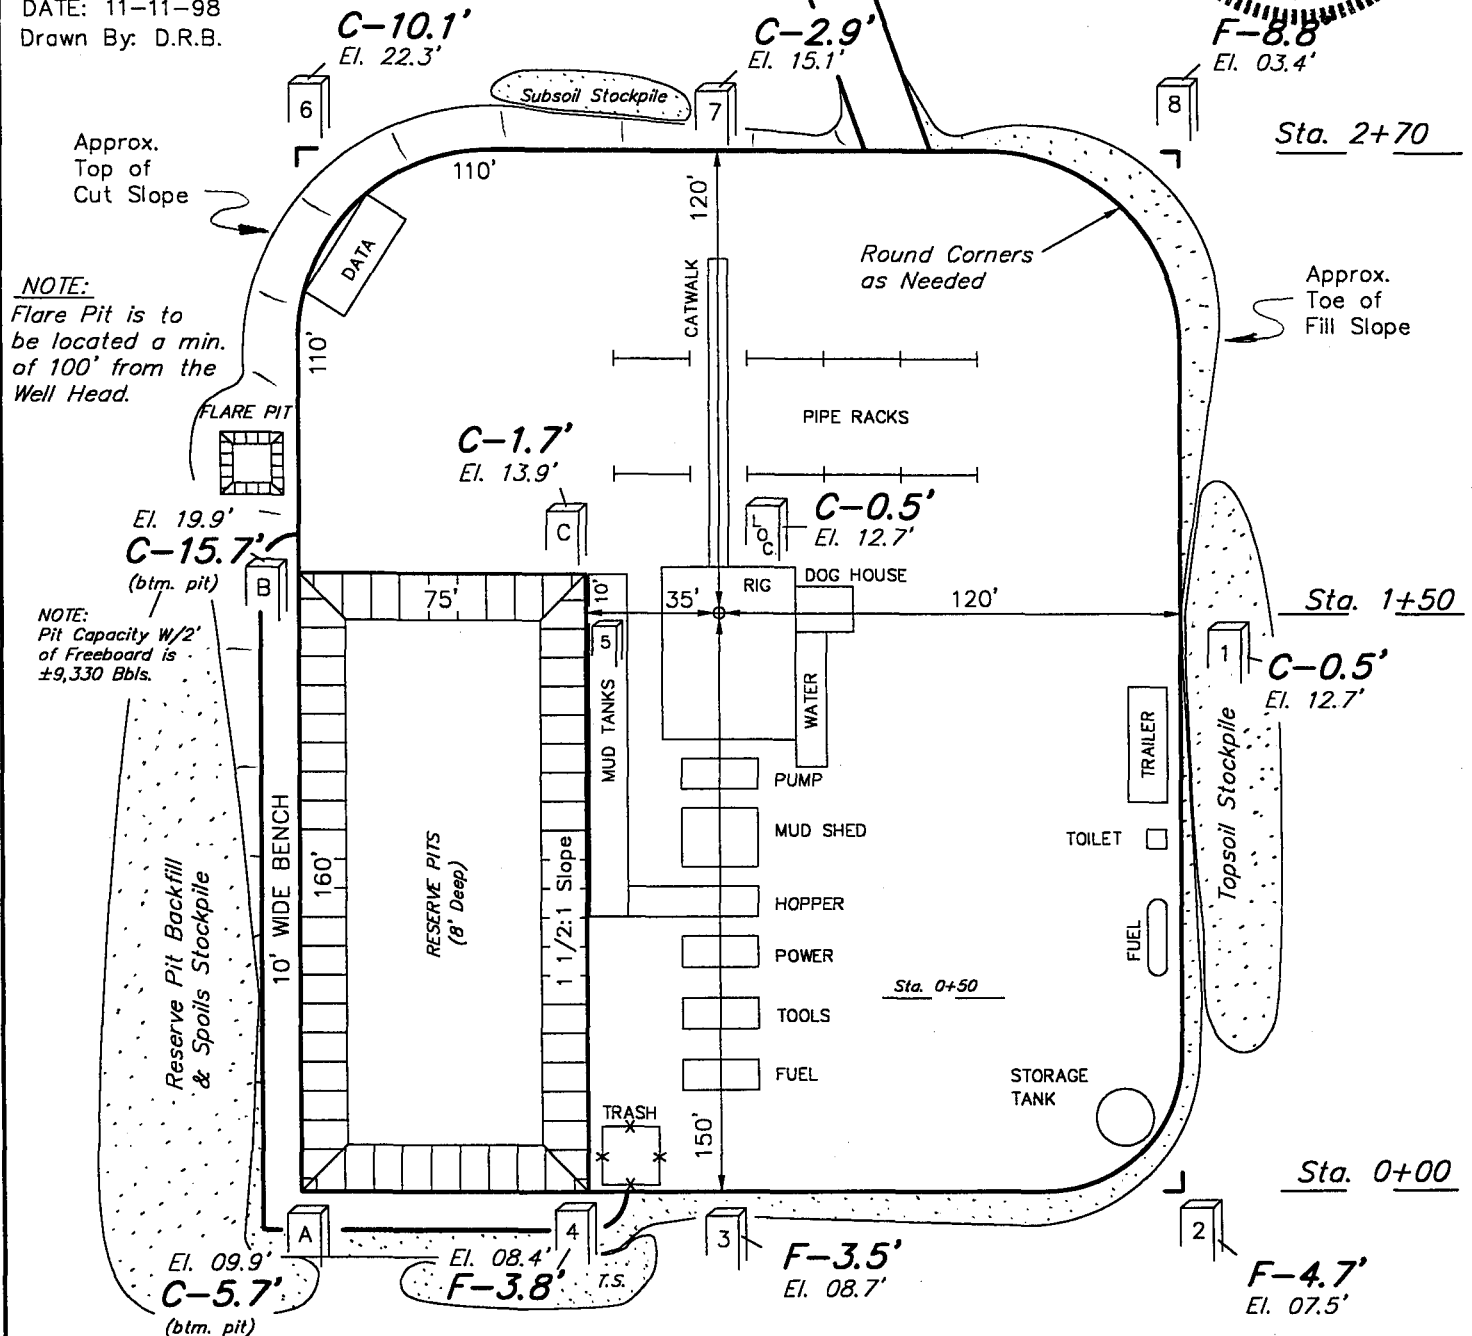 DATE: 11-11-98
Drawn By: D.R.B.
C-10.1'
El. 22.3'
C-2.9'
El. 15.1'
F-8.8'
El. 03.4'
6
Subsoil Stockpile
7
8
Sta. 2+70
Approx.
Top of
Cut Slope
110'
120'
DATA
CATWALK
Round Corners
as Needed
Approx.
Toe of
Fill Slope
NOTE:
Flare Pit is to
be located a min.
of 100' from the
Well Head.
110'
FLARE PIT
PIPE RACKS
C-1.7'
El. 13.9'
C
LOC.
C-0.5'
El. 12.7'
El. 19.9'
C-15.7'
(btm. pit)
B
NOTE:
Pit Capacity W/2'
of Freeboard is
±9,330 Bbls.
75'
10'
35'
RIG
DOG HOUSE
120'
Sta. 1+50
5
1
C-0.5'
El. 12.7'
MUD TANKS
WATER
TRAILER
Topsoil Stockpile
PUMP
MUD SHED
TOILET
10' WIDE BENCH
160'
RESERVE PITS
(8' Deep)
1 1/2:1 Slope
Reserve Pit Backfill
& Spoils Stockpile
HOPPER
POWER
FUEL
Sta. 0+50
TOOLS
FUEL
STORAGE
TANK
TRASH
150'
Sta. 0+00
A
4
3
2
El. 09.9'
C-5.7'
(btm. pit)
El. 08.4'
F-3.8'
T.S.
F-3.5'
El. 08.7'
F-4.7'
El. 07.5'